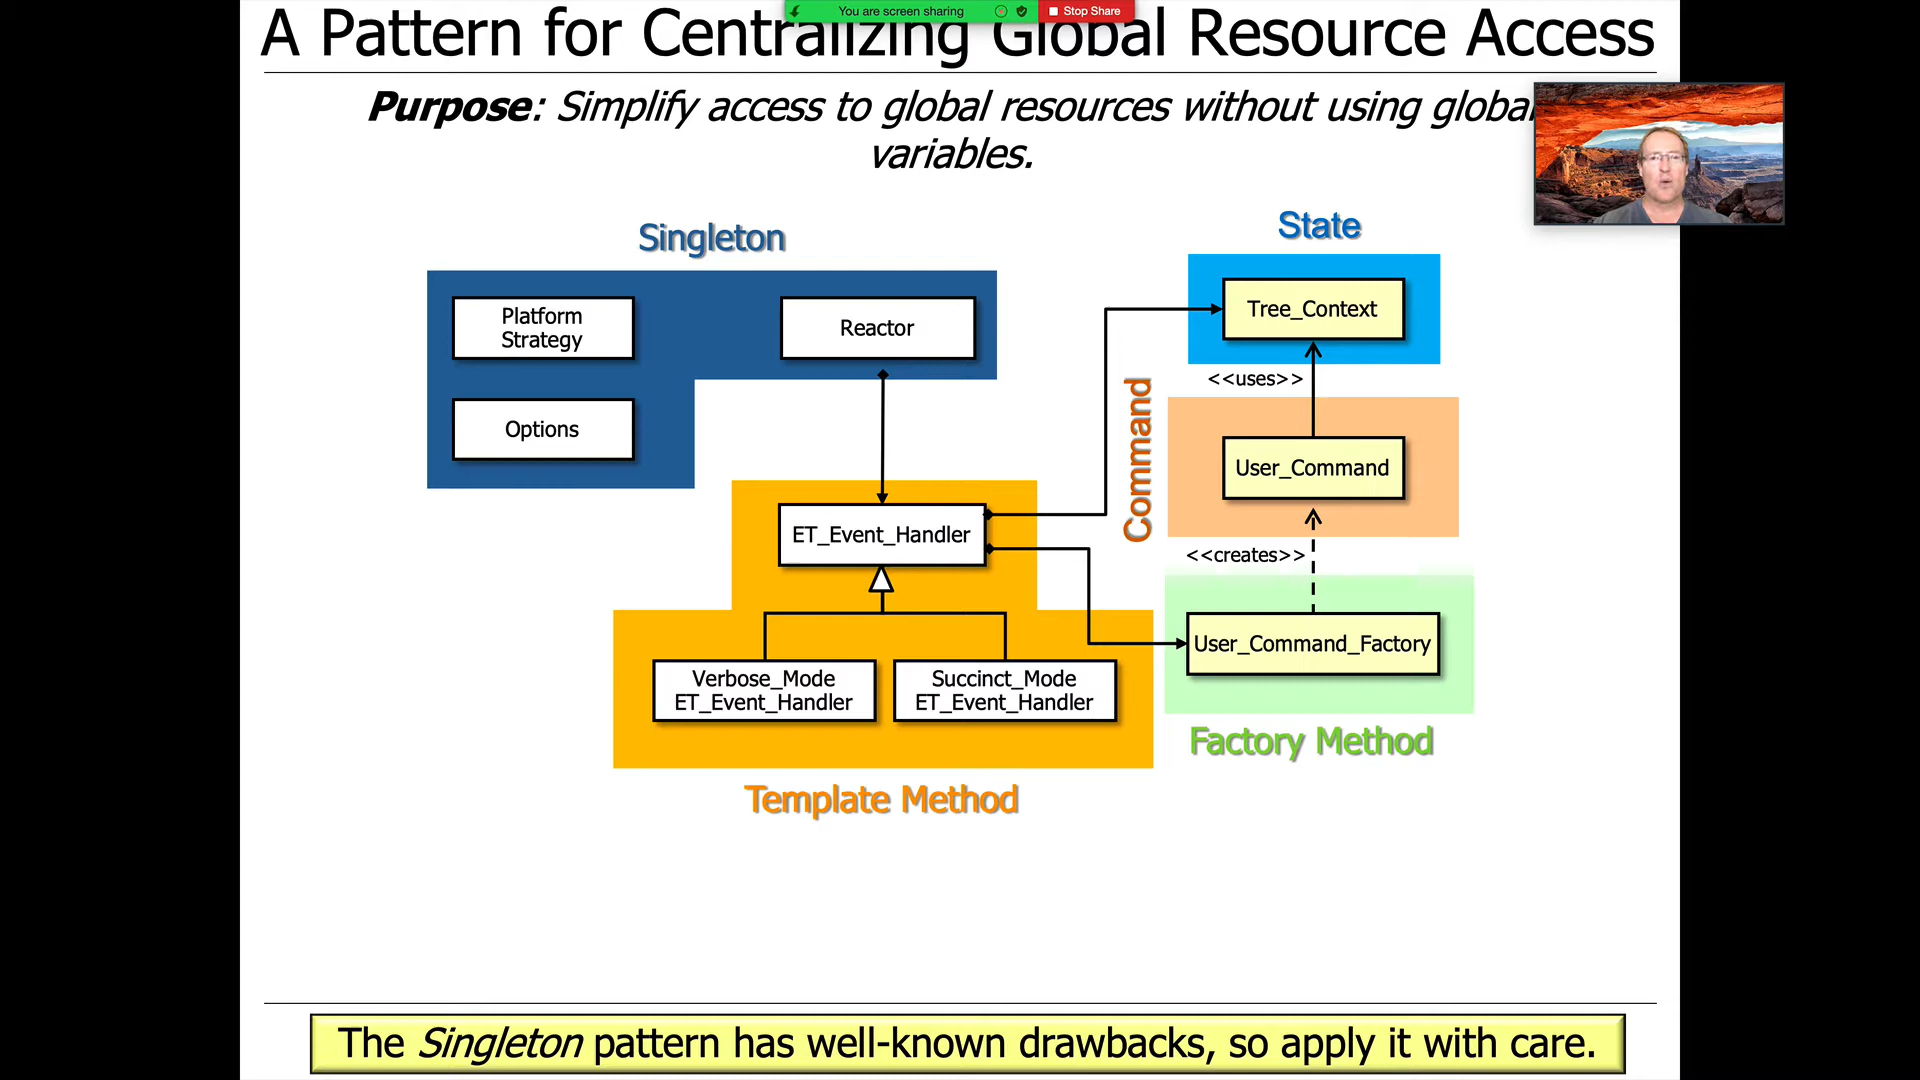 You are screen sharing
Stop Share
A Pattern for Centralizing Global Resource Access
Purpose: Simplify access to global resources without using global
variables.
Singleton
State
Platform
Strategy
Reactor
Tree_Context
<<uses>>
Options
Command
User_Command
ET_Event_Handler
<<creates>>
User_Command_Factory
Verbose_Mode
ET_Event_Handler
Succinct_Mode
ET_Event_Handler
Factory Method
Template Method
The Singleton pattern has well-known drawbacks, so apply it with care.